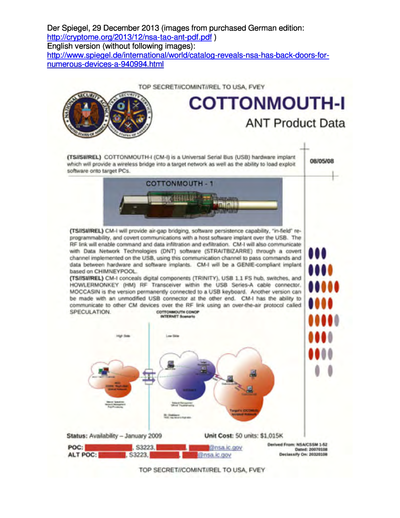 Der Spiegel, 29 December 2013 (images from purchased German edition:
http://cryptome.org/2013/12/nsa-tao-ant-pdf.pdf )
English version (without following images):
http://www.spiegel.de/international/world/catalog-reveals-nsa-has-back-doors-for-
numerous-devices-a-940994.html
TOP SECRET//COMINT//REL TO USA, FVEY
COTTONMOUTH-I
ANT Product Data
(TS//SI//REL) COTTONMOUTH-I (CM-I) is a Universal Serial Bus (USB) hardware implant
which will provide a wireless bridge into a target network as well as the ability to load exploit
software onto target PCs.
08/05/08
COTTONMOUTH - 1
(TS//SI//REL) CM-I will provide air-gap bridging, software persistence capability, "in-field" re-
programmability, and covert communications with a host software implant over the USB. The
RF link will enable command and data infiltration and exfiltration. CM-I will also communicate
with Data Network Technologies (DNT) software (STRAITBIZARRE) through a covert
channel implemented on the USB, using this communication channel to pass commands and
data between hardware and software implants. CM-I will be a GENIE-compliant implant
based on CHIMNEYPOOL.
(TS//SI//REL) CM-I conceals digital components (TRINITY), USB 1.1 FS hub, switches, and
HOWLERMONKEY (HM) RF Transceiver within the USB Series-A cable connector.
MOCCASIN is the version permanently connected to a USB keyboard. Another version can
be made with an unmodified USB connector at the other end. CM-I has the ability to
communicate to other CM devices over the RF link using an over-the-air protocol called
SPECULATION.
COTTONMOUTH CONOP
INTERNET Scenario
High Side
Low Side
Status: Availability – January 2009
Unit Cost: 50 units: $1,015K
POC: , S3223, @nsa.ic.gov
ALT POC: , S3223, @nsa.ic.gov
Derived From: NSA/CSSM 1-52
Dated: 20070108
Declassify On: 20320108
TOP SECRET//COMINT//REL TO USA, FVEY